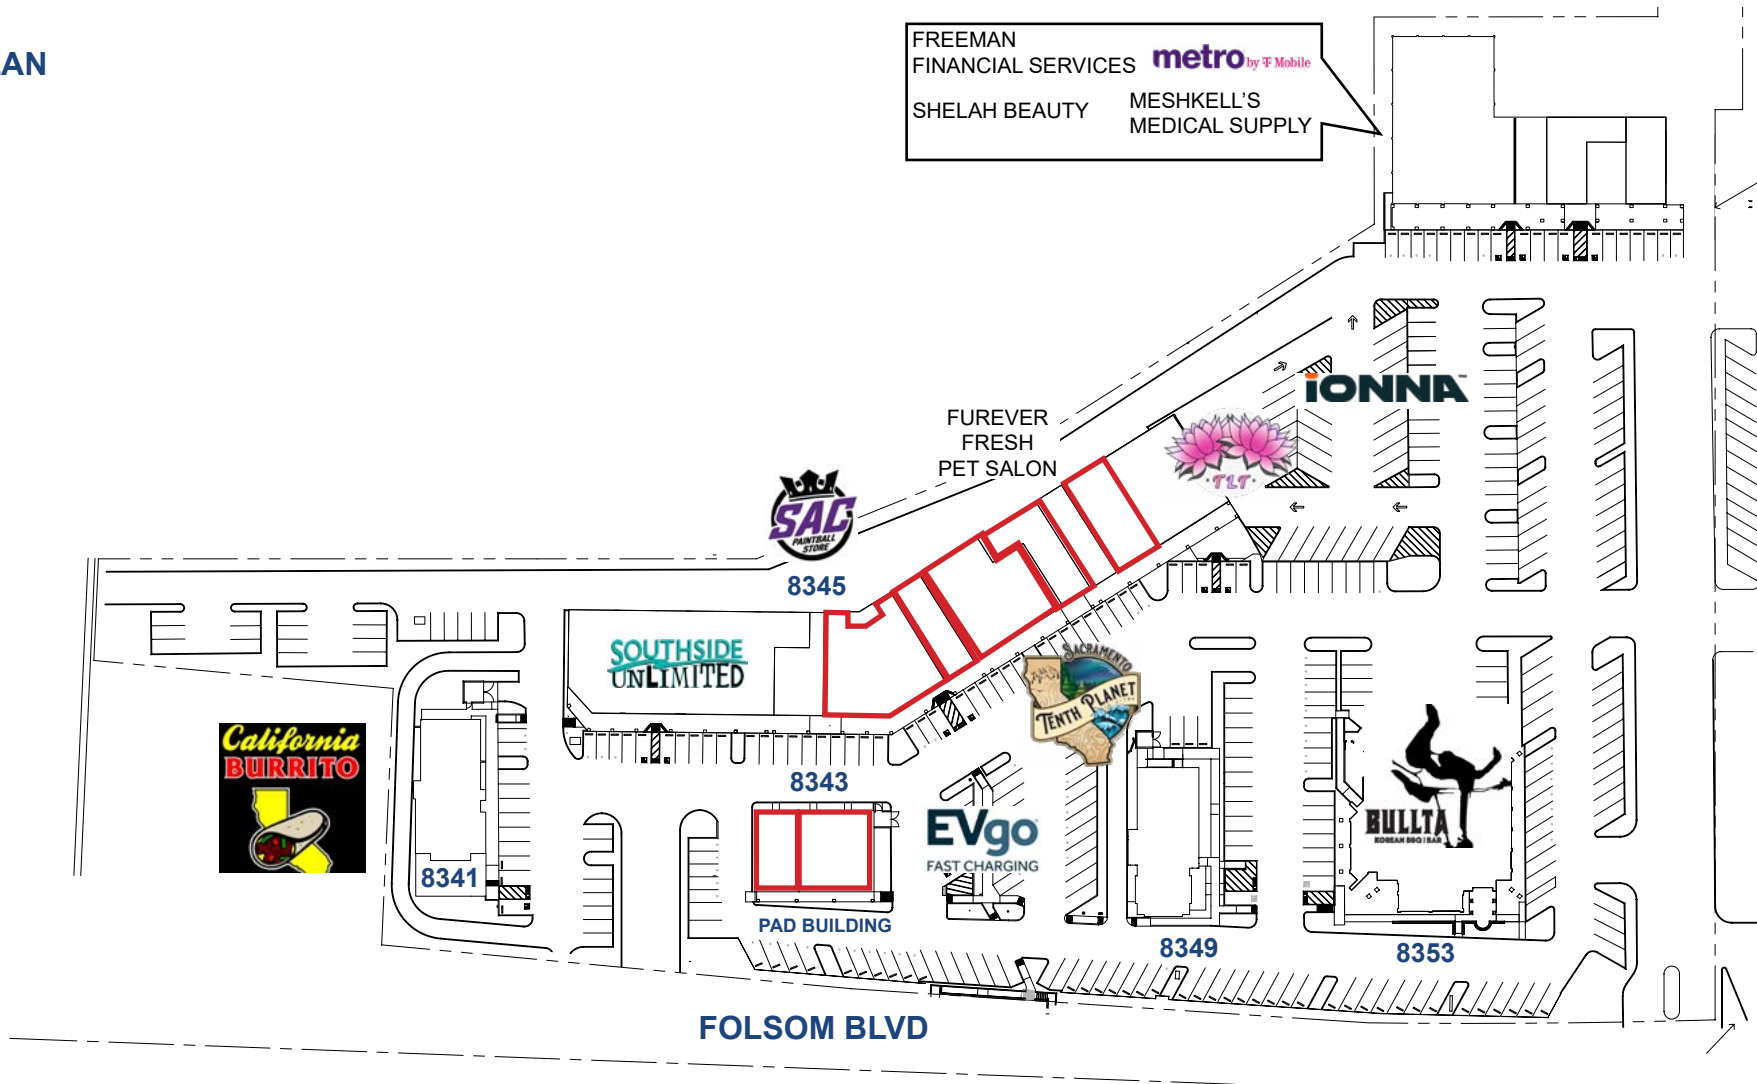 AN
FREEMAN
FINANCIAL SERVICES
metro by T Mobile
SHELAH BEAUTY
MESHKELL'S
MEDICAL SUPPLY
iONNA™
FUREVER
FRESH
PET SALON
TLT
SAC
PAINTBALL
STORE
8345
SOUTHSIDE
UNLIMITED
SACRAMENTO
TENTH PLANET
California
BURRITO
8343
EVgo
FAST CHARGING
BULLTA
KOREAN BBQ | BAR
8341
PAD BUILDING
8349
8353
FOLSOM BLVD